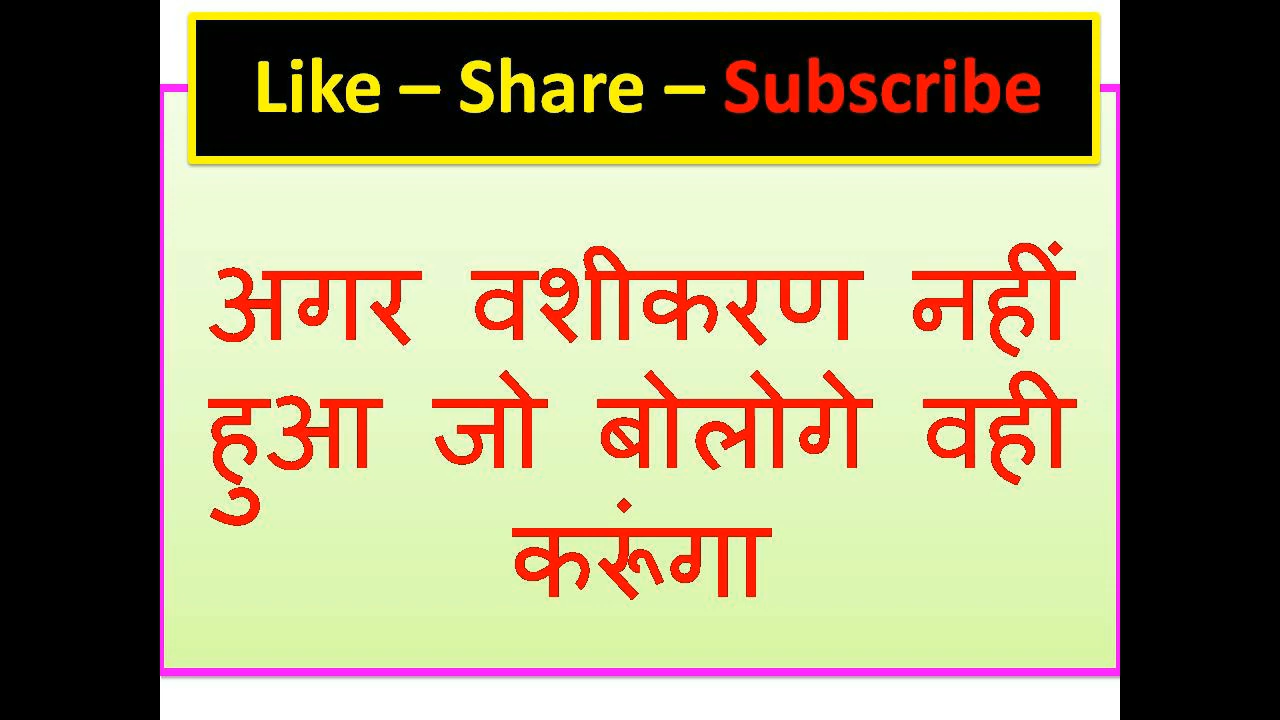 Like – Share – Subscribe
अगर वशीकरण नहीं
हुआ जो बोलोगे वही
करूंगा